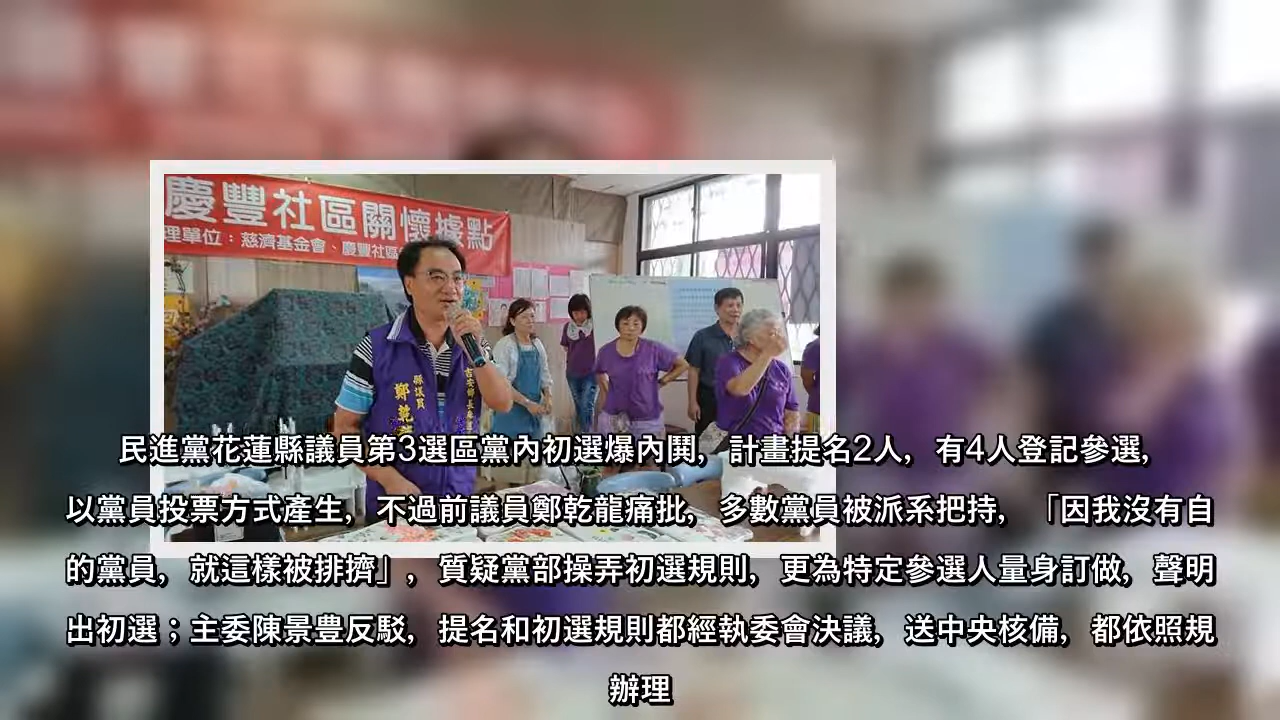 慶豐社區關懷據點
理單位：慈濟基金會、慶豐社區
縣議員
鄭乾
吉安鄉長
民進黨花蓮縣議員第3選區黨內初選爆內鬨，計畫提名2人，有4人登記參選，
以黨員投票方式產生，不過前議員鄭乾龍痛批，多數黨員被派系把持，「因我沒有自
的黨員，就這樣被排擠」，質疑黨部操弄初選規則，更為特定參選人量身訂做，聲明
出初選；主委陳景豊反駁，提名和初選規則都經執委會決議，送中央核備，都依照規
辦理